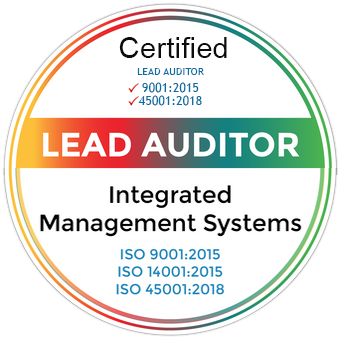 Certified
LEAD AUDITOR
✓ 9001:2015
✓ 45001:2018
LEAD AUDITOR
Integrated
Management Systems
ISO 9001:2015
ISO 14001:2015
ISO 45001:2018